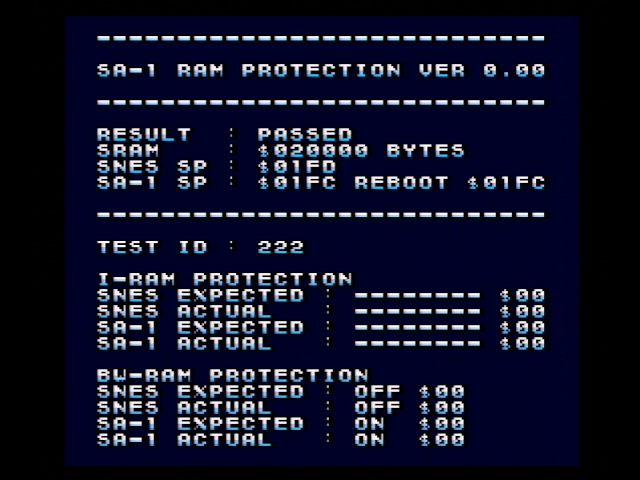 ----------------------------
SA-1 RAM PROTECTION VER 0.00
----------------------------
RESULT  : PASSED
SRAM    : $020000 BYTES
SNES SP : $01FD
SA-1 SP : $01FC REBOOT $01FC
----------------------------
TEST ID : 222
I-RAM PROTECTION
SNES EXPECTED : -------- $00
SNES ACTUAL   : -------- $00
SA-1 EXPECTED : -------- $00
SA-1 ACTUAL   : -------- $00
BW-RAM PROTECTION
SNES EXPECTED : OFF $00
SNES ACTUAL   : OFF $00
SA-1 EXPECTED : ON  $00
SA-1 ACTUAL   : ON  $00